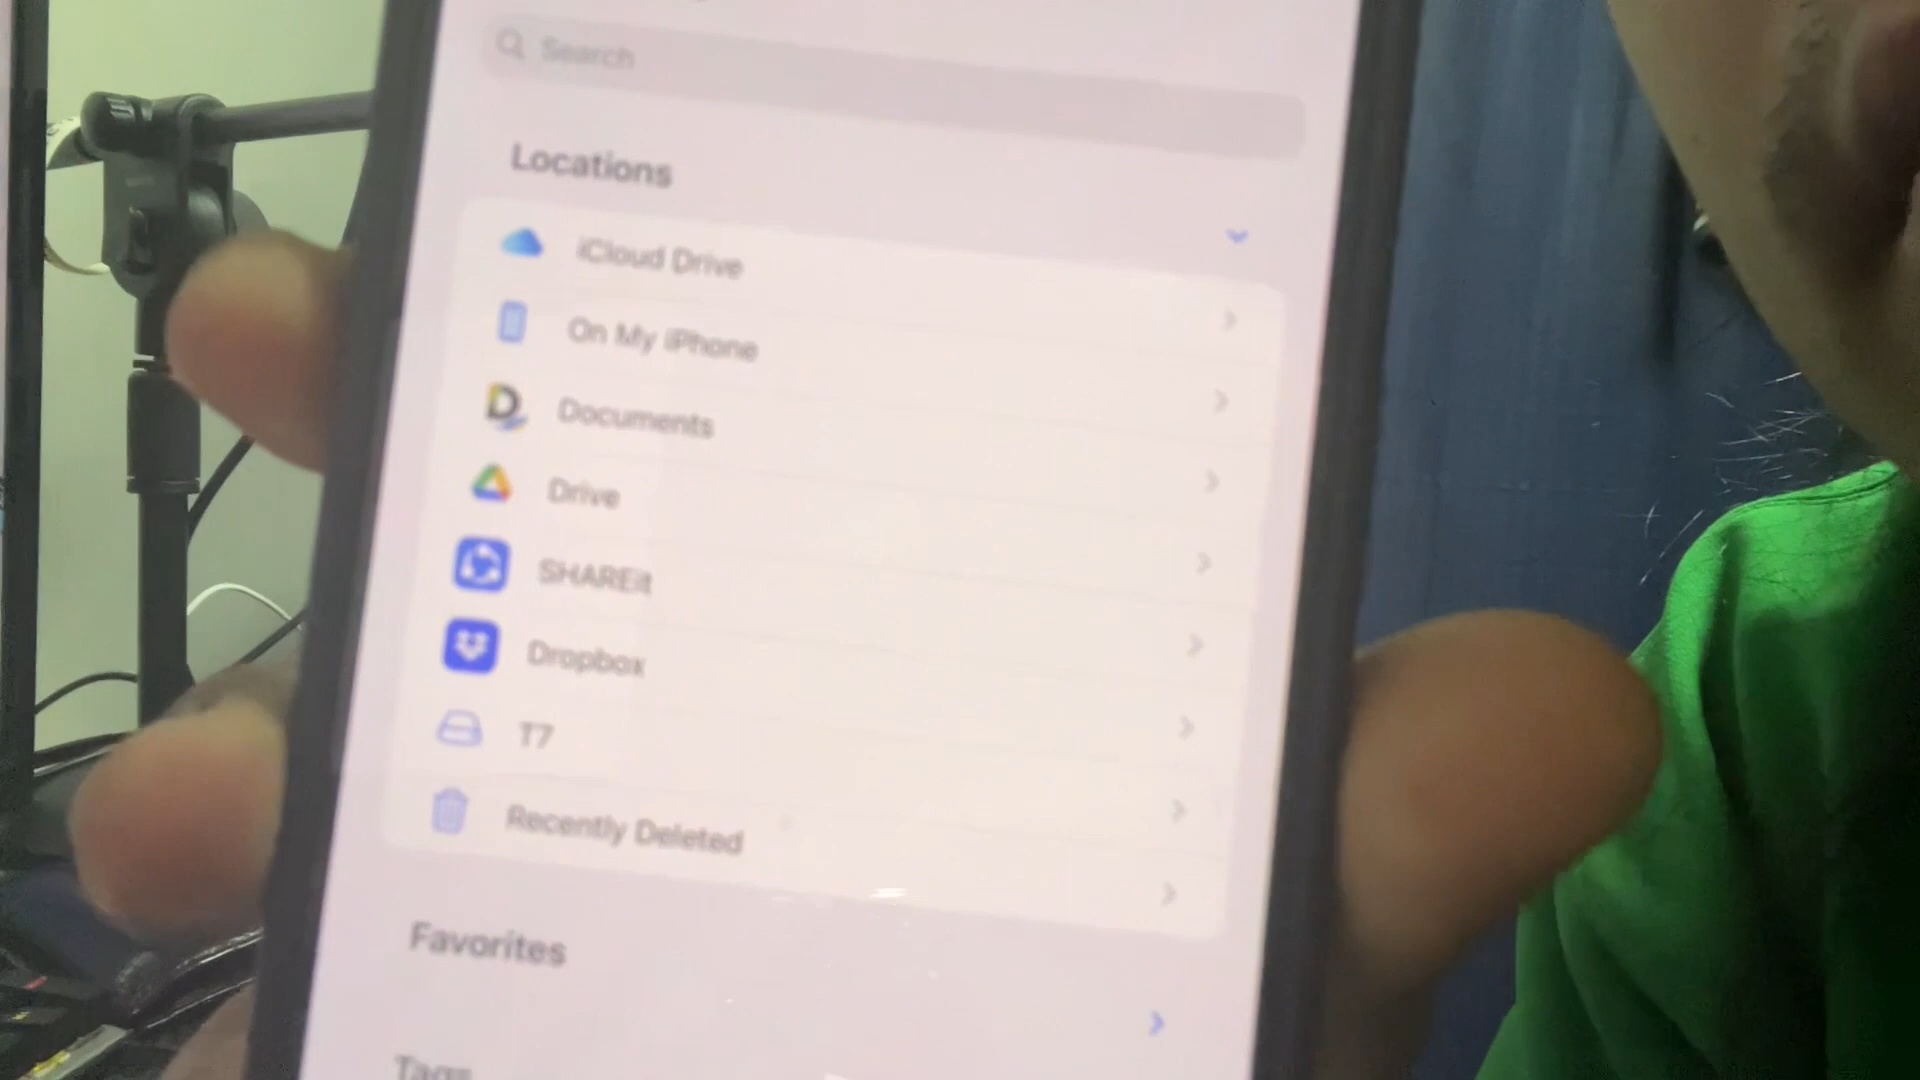 Search
Locations
iCloud Drive
On My iPhone
Documents
Drive
SHAREit
Dropbox
T7
Recently Deleted
Favorites
Tags